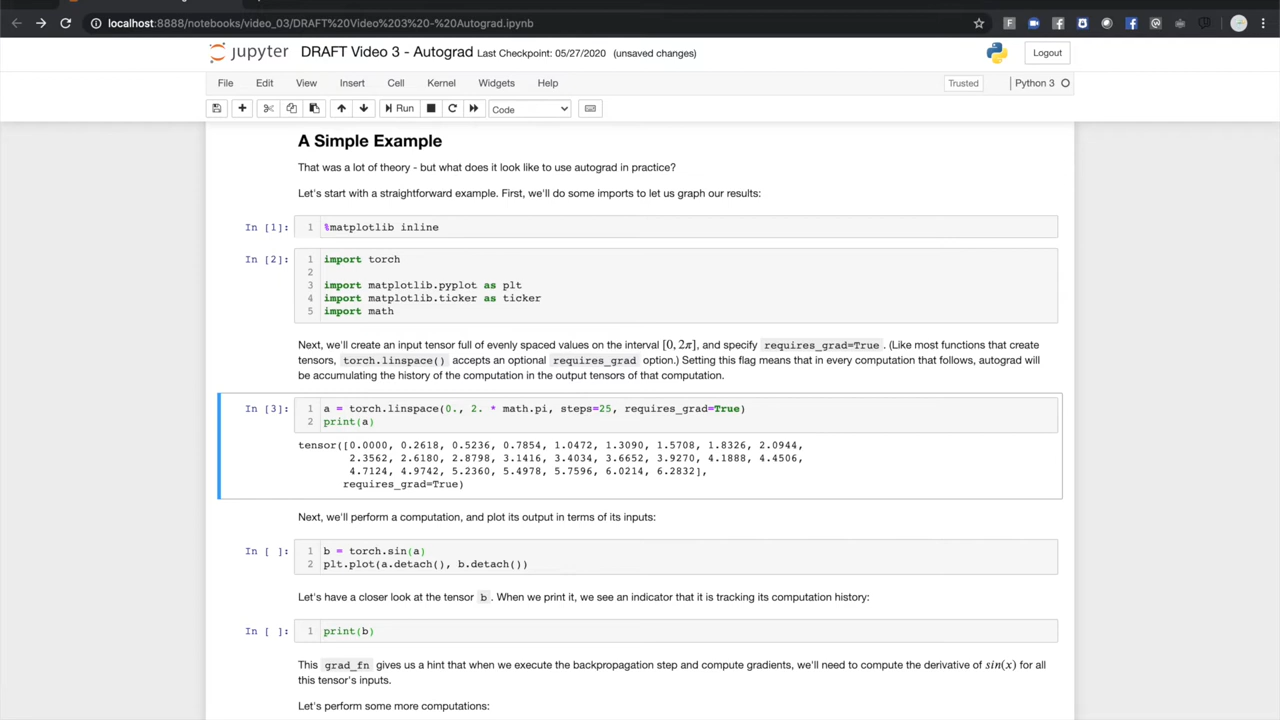 localhost:8888/notebooks/video_03/DRAFT%20Video%203%20-%20Autograd.ipynb
jupyter DRAFT Video 3 - Autograd Last Checkpoint: 05/27/2020 (unsaved changes) Logout
File Edit View Insert Cell Kernel Widgets Help Trusted Python 3
Run Code
A Simple Example
That was a lot of theory - but what does it look like to use autograd in practice?
Let's start with a straightforward example. First, we'll do some imports to let us graph our results:
In [1]: 1 %matplotlib inline
In [2]: 1 import torch
2
3 import matplotlib.pyplot as plt
4 import matplotlib.ticker as ticker
5 import math
Next, we'll create an input tensor full of evenly spaced values on the interval [0, 2π], and specify requires_grad=True . (Like most functions that create
tensors, torch.linspace() accepts an optional requires_grad option.) Setting this flag means that in every computation that follows, autograd will
be accumulating the history of the computation in the output tensors of that computation.
In [3]: 1 a = torch.linspace(0., 2. * math.pi, steps=25, requires_grad=True)
2 print(a)
tensor([0.0000, 0.2618, 0.5236, 0.7854, 1.0472, 1.3090, 1.5708, 1.8326, 2.0944,
2.3562, 2.6180, 2.8798, 3.1416, 3.4034, 3.6652, 3.9270, 4.1888, 4.4506,
4.7124, 4.9742, 5.2360, 5.4978, 5.7596, 6.0214, 6.2832],
requires_grad=True)
Next, we'll perform a computation, and plot its output in terms of its inputs:
In [ ]: 1 b = torch.sin(a)
2 plt.plot(a.detach(), b.detach())
Let's have a closer look at the tensor b . When we print it, we see an indicator that it is tracking its computation history:
In [ ]: 1 print(b)
This grad_fn gives us a hint that when we execute the backpropagation step and compute gradients, we'll need to compute the derivative of sin(x) for all
this tensor's inputs.
Let's perform some more computations: